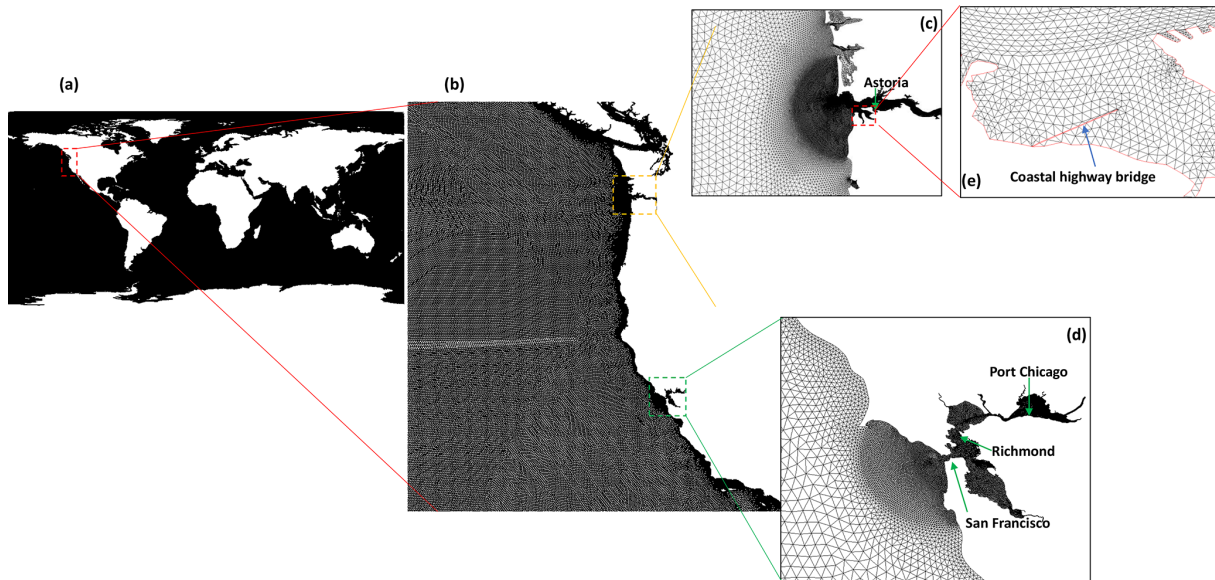 (a)
(b)
(c)
Astoria
(e)
Coastal highway bridge
(d)
Port Chicago
Richmond
San Francisco